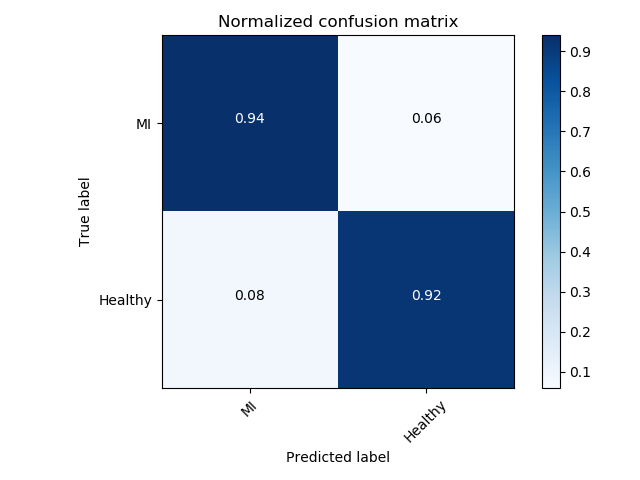 Normalized confusion matrix
True label
MI
0.94
0.06
Healthy
0.08
0.92
MI
Healthy
Predicted label
0.9
0.8
0.7
0.6
0.5
0.4
0.3
0.2
0.1